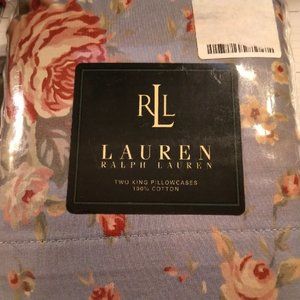 RLL
LAUREN
RALPH LAUREN
TWO KING PILLOWCASES
100% COTTON